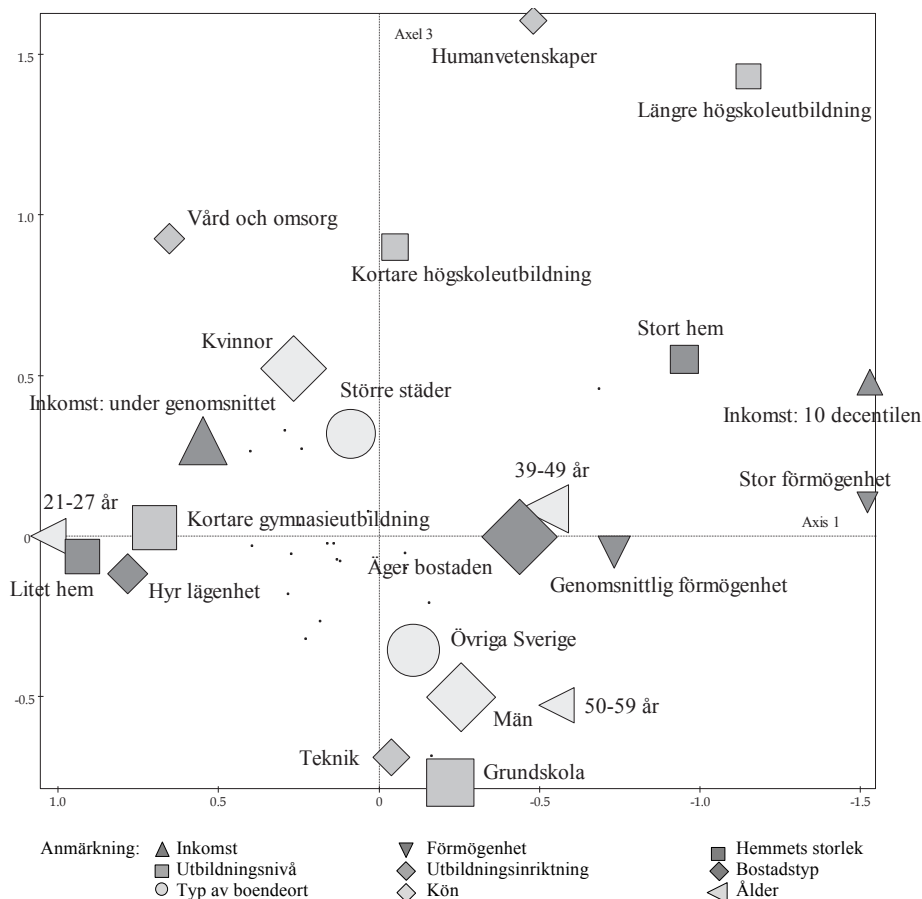 1.5
Axel 3
Humanvetenskaper
Längre högskoleutbildning
1.0
Vård och omsorg
Kortare högskoleutbildning
Stort hem
Kvinnor
0.5
Större städer
Inkomst: under genomsnittet
Inkomst: 10 decentilen
39-49 år
Stor förmögenhet
21-27 år
Kortare gymnasieutbildning
Axis 1
0
Äger bostaden
Litet hem
Hyr lägenhet
Genomsnittlig förmögenhet
Övriga Sverige
-0.5
50-59 år
Män
Teknik
Grundskola
1.0 0.5 0 -0.5 -1.0 -1.5
Anmärkning: Inkomst Förmögenhet Hemmets storlek
Utbildningsnivå Utbildningsinriktning Bostadstyp
Typ av boendeort Kön Ålder